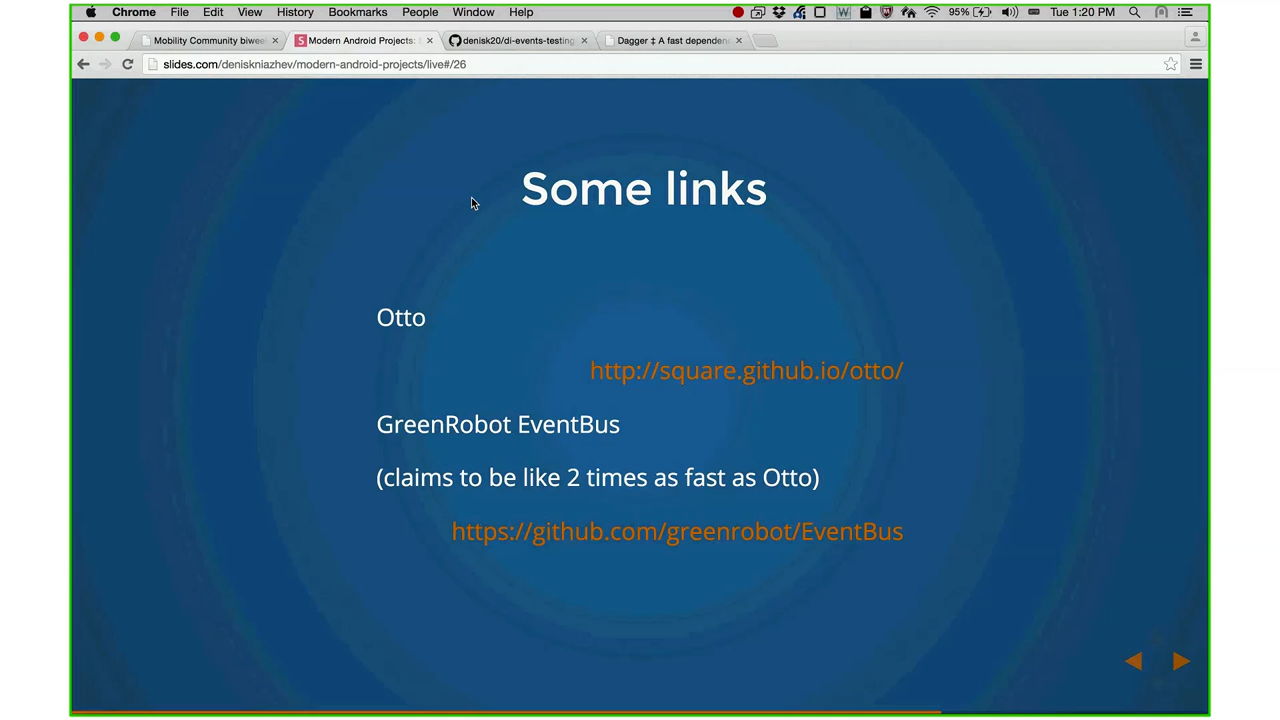 Chrome File Edit View History Bookmarks People Window Help 95% Tue 1:20 PM
Mobility Community biwee Modern Android Projects: denisk20/di-events-testing Dagger ‡ A fast dependen
slides.com/deniskniazhev/modern-android-projects/live#/26
Some links
Otto
http://square.github.io/otto/
GreenRobot EventBus
(claims to be like 2 times as fast as Otto)
https://github.com/greenrobot/EventBus